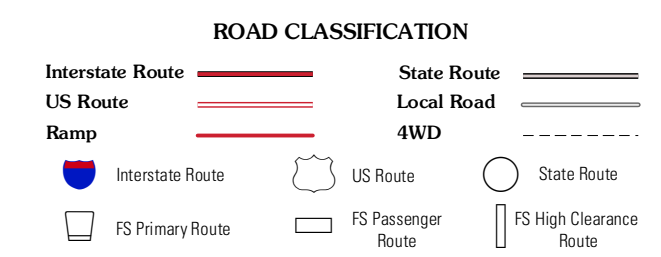 ROAD CLASSIFICATION
Interstate Route
State Route
US Route
Local Road
Ramp
4WD
Interstate Route
US Route
State Route
FS Primary Route
FS Passenger
Route
FS High Clearance
Route